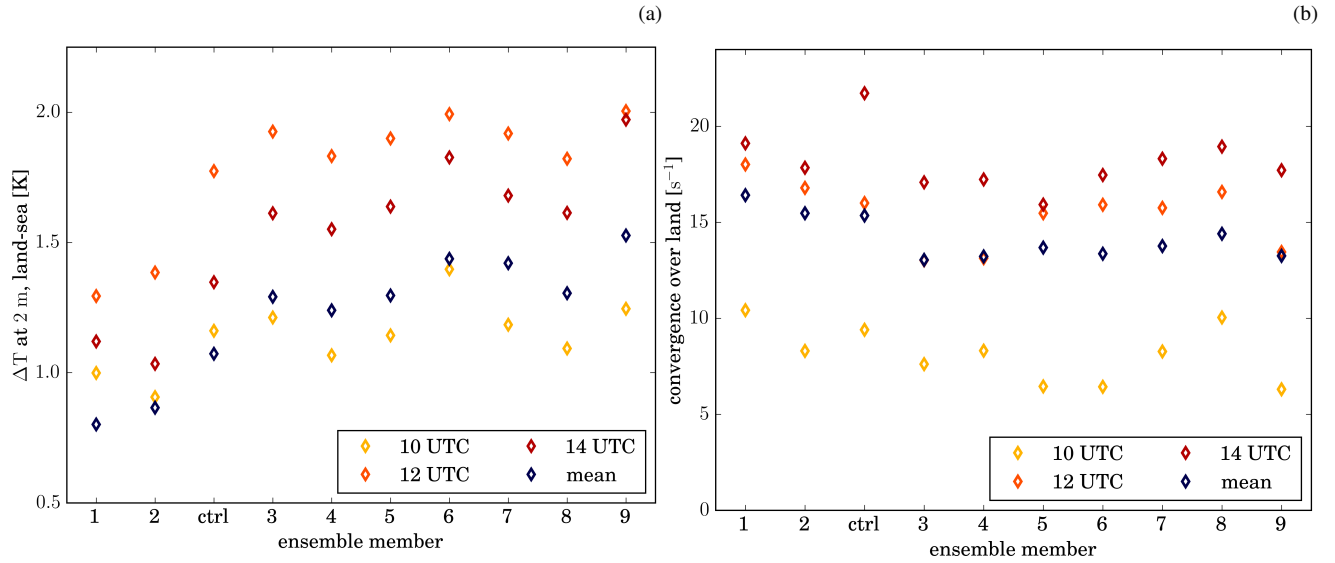 (a)
(b)
ΔT at 2 m, land-sea [K]
2.0
1.5
1.0
0.5
10 UTC
14 UTC
12 UTC
mean
1 2 ctrl 3 4 5 6 7 8 9
ensemble member
convergence over land [s⁻¹]
20
15
10
5
0
10 UTC
14 UTC
12 UTC
mean
1 2 ctrl 3 4 5 6 7 8 9
ensemble member